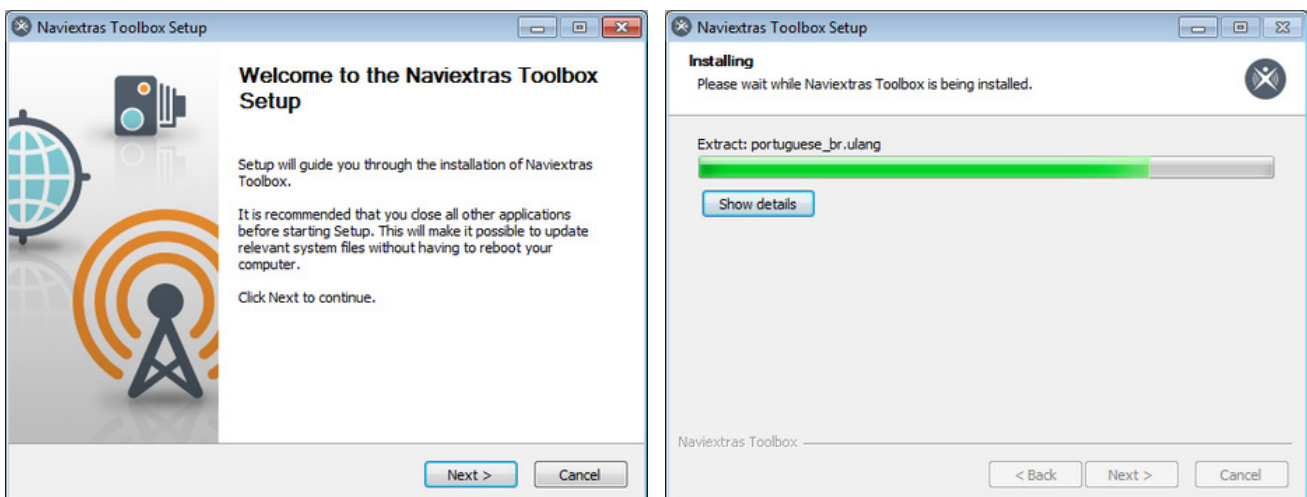 Naviextras Toolbox Setup
Welcome to the Naviextras Toolbox
Setup
Setup will guide you through the installation of Naviextras
Toolbox.
It is recommended that you close all other applications
before starting Setup. This will make it possible to update
relevant system files without having to reboot your
computer.
Click Next to continue.
Next >
Cancel
Naviextras Toolbox Setup
Installing
Please wait while Naviextras Toolbox is being installed.
Extract: portuguese_br.ulang
Show details
Naviextras Toolbox
< Back
Next >
Cancel